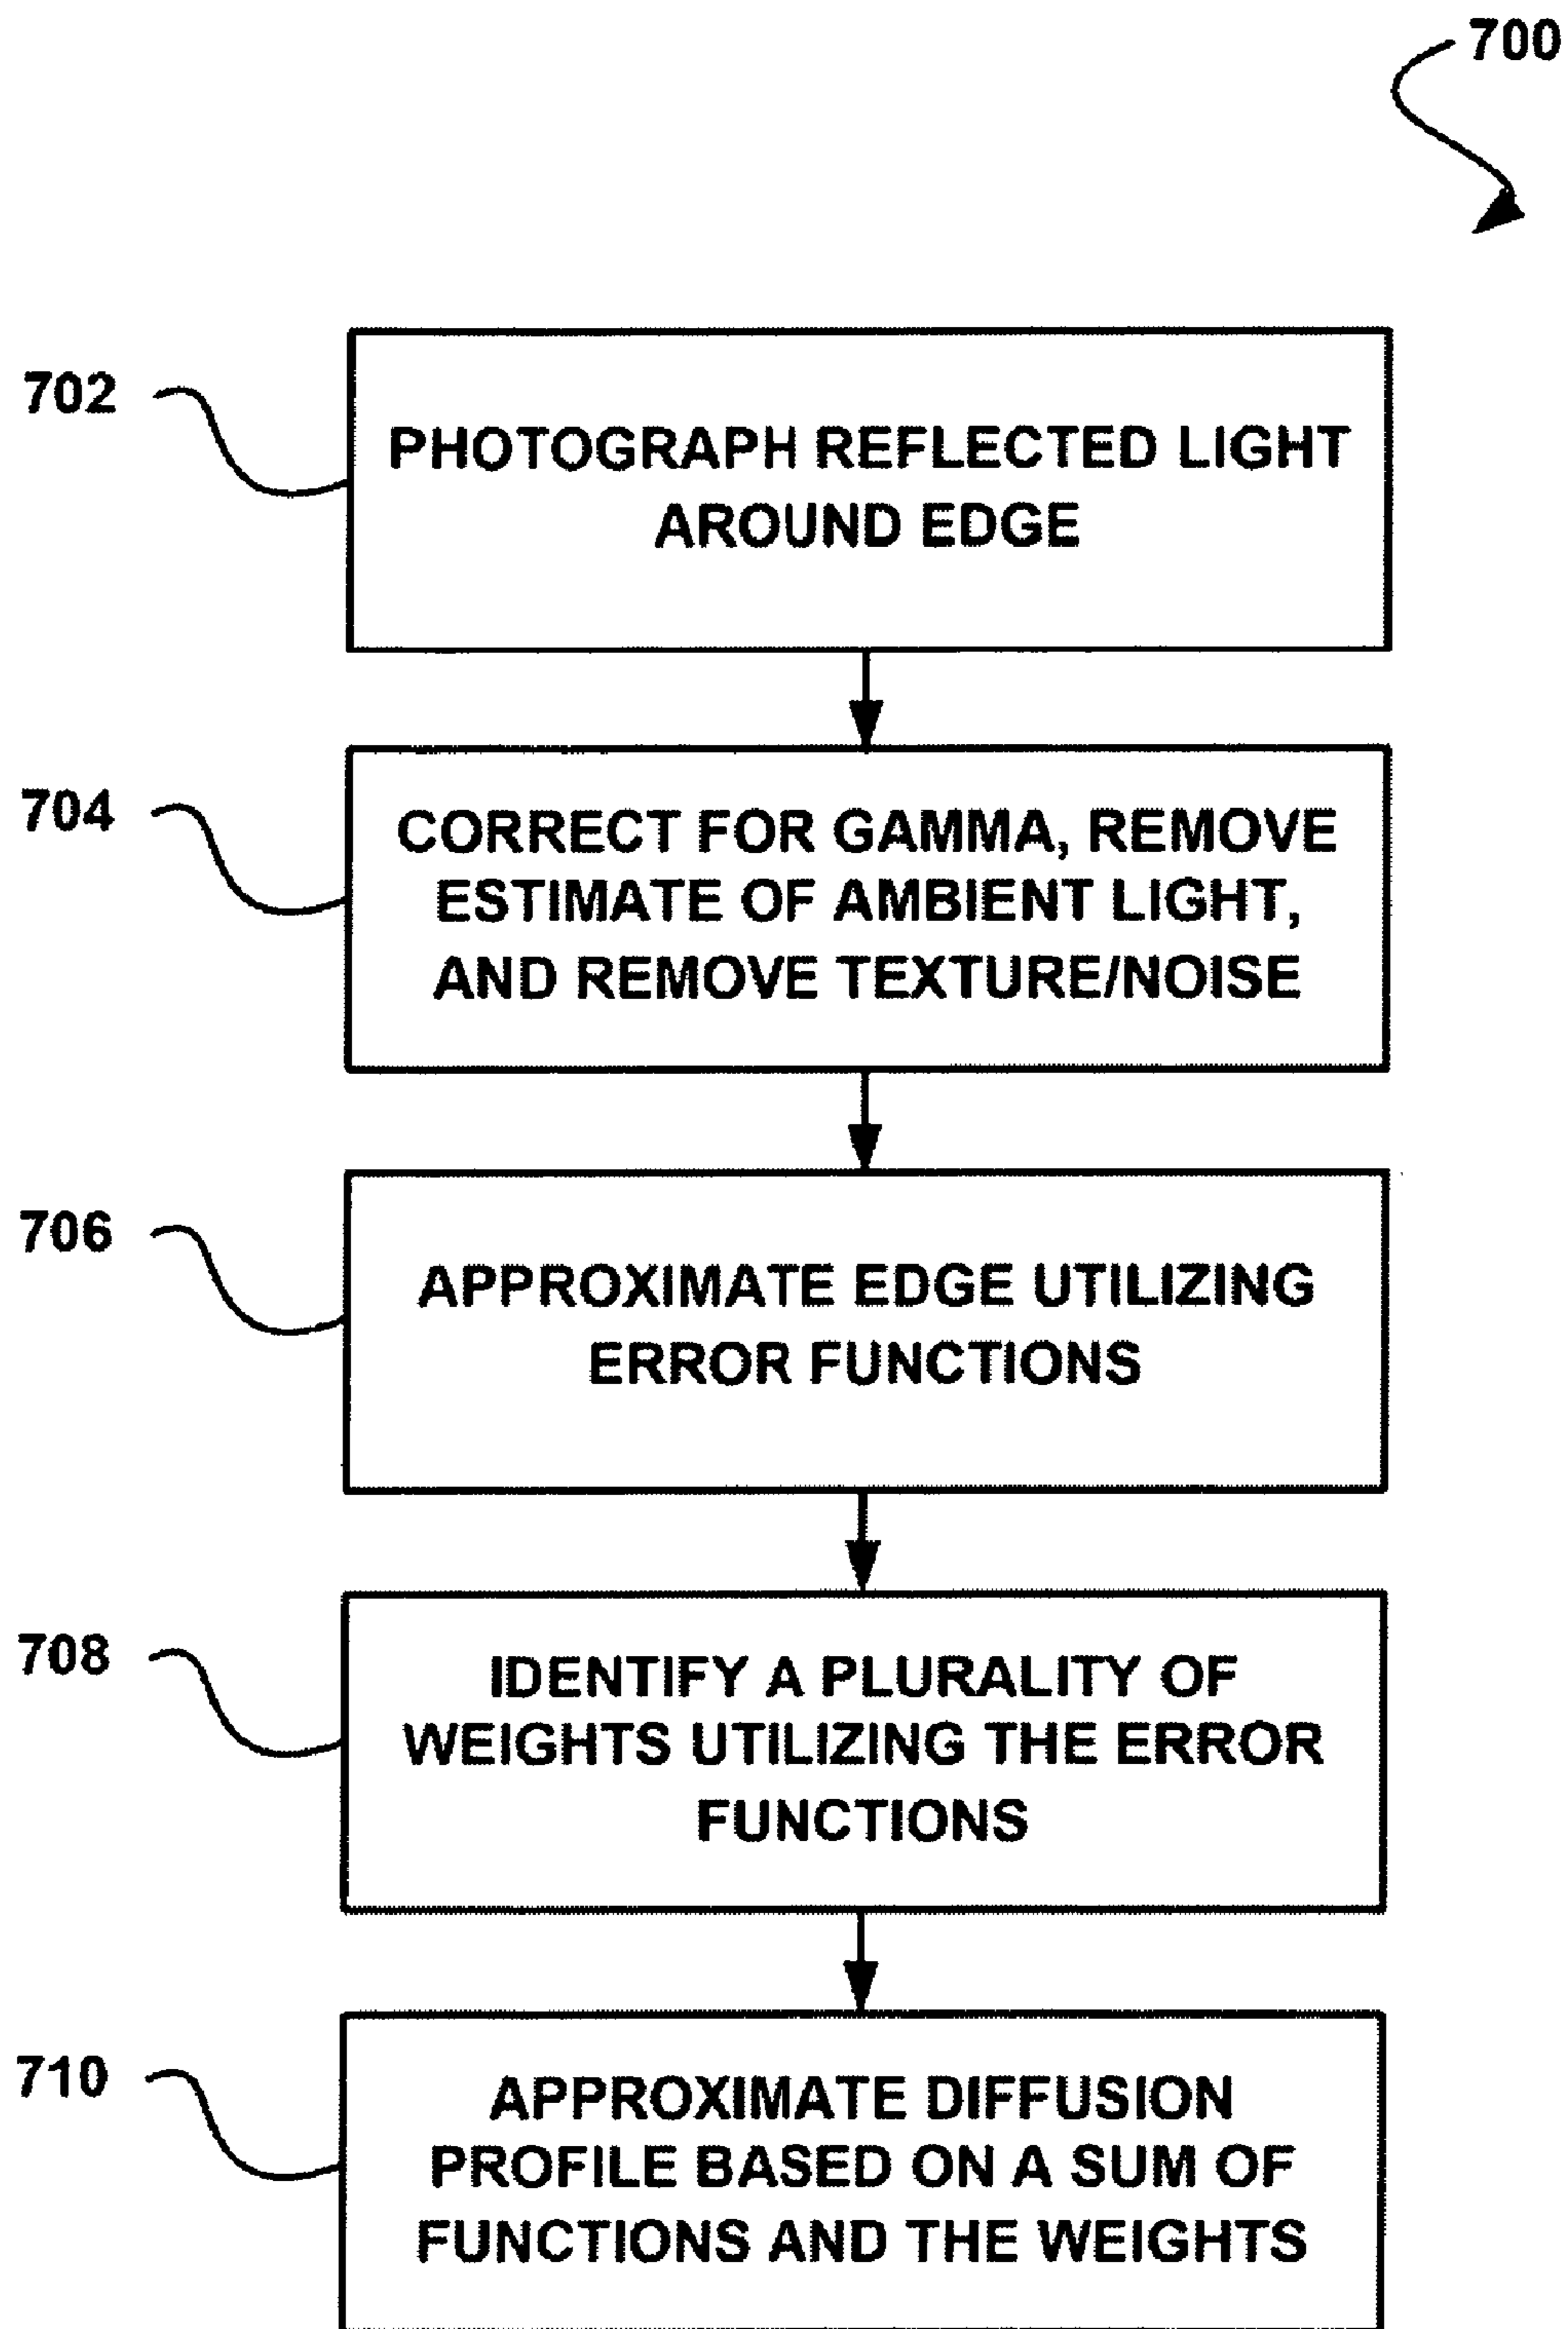 700
702
PHOTOGRAPH REFLECTED LIGHT
AROUND EDGE
704
CORRECT FOR GAMMA, REMOVE
ESTIMATE OF AMBIENT LIGHT,
AND REMOVE TEXTURE/NOISE
706
APPROXIMATE EDGE UTILIZING
ERROR FUNCTIONS
708
IDENTIFY A PLURALITY OF
WEIGHTS UTILIZING THE ERROR
FUNCTIONS
710
APPROXIMATE DIFFUSION
PROFILE BASED ON A SUM OF
FUNCTIONS AND THE WEIGHTS